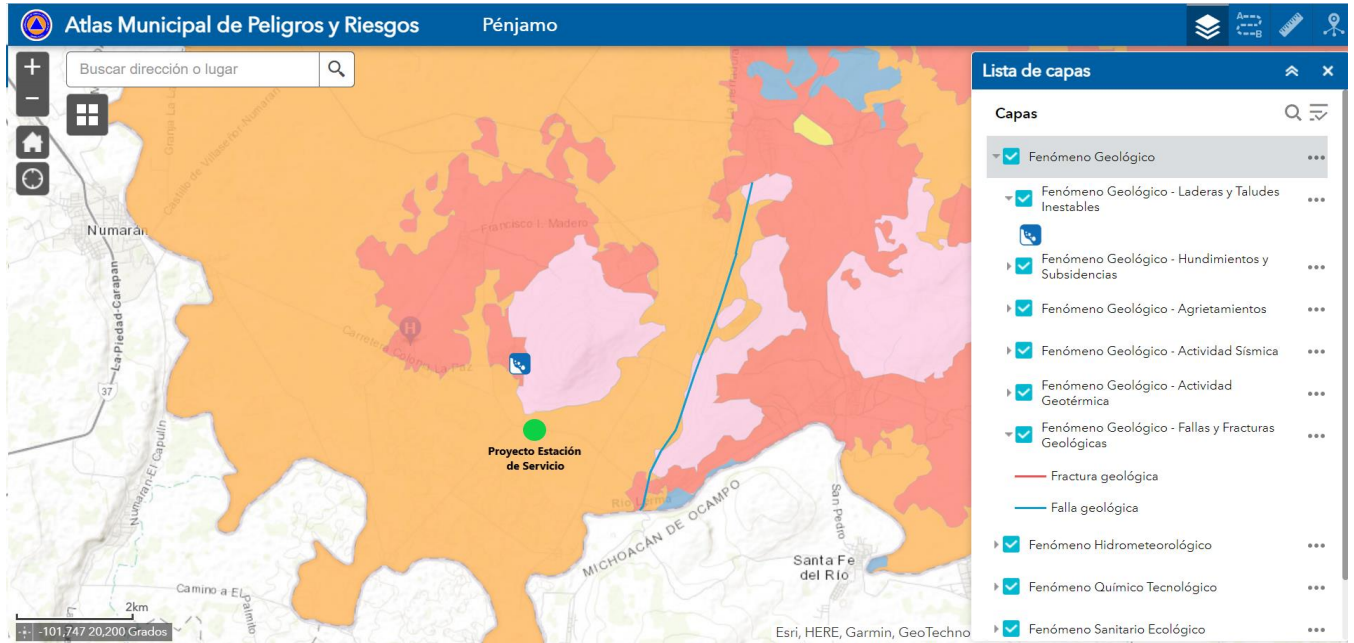 Atlas Municipal de Peligros y Riesgos
Pénjamo
A
B
Buscar dirección o lugar
Lista de capas
Capas
Fenómeno Geológico
Fenómeno Geológico - Laderas y Taludes
Inestables
Fenómeno Geológico - Hundimientos y
Subsidencias
Fenómeno Geológico - Agrietamientos
Fenómeno Geológico - Actividad Sísmica
Fenómeno Geológico - Actividad
Geotérmica
Fenómeno Geológico - Fallas y Fracturas
Geológicas
Fractura geológica
Falla geológica
Fenómeno Hidrometeorológico
Fenómeno Químico Tecnológico
Fenómeno Sanitario Ecológico
Numarán
Francisco I. Madero
H
La-Piedad-Carapan
37
Proyecto Estación
de Servicio
Numaran-El Capulín
Río Lerma
MICHOACÁN DE OCAMPO
San Pedro
Santa Fe
del Río
Camino a El
Palmito
2km
-101,747 20,200 Grados
Esri, HERE, Garmin, GeoTechno